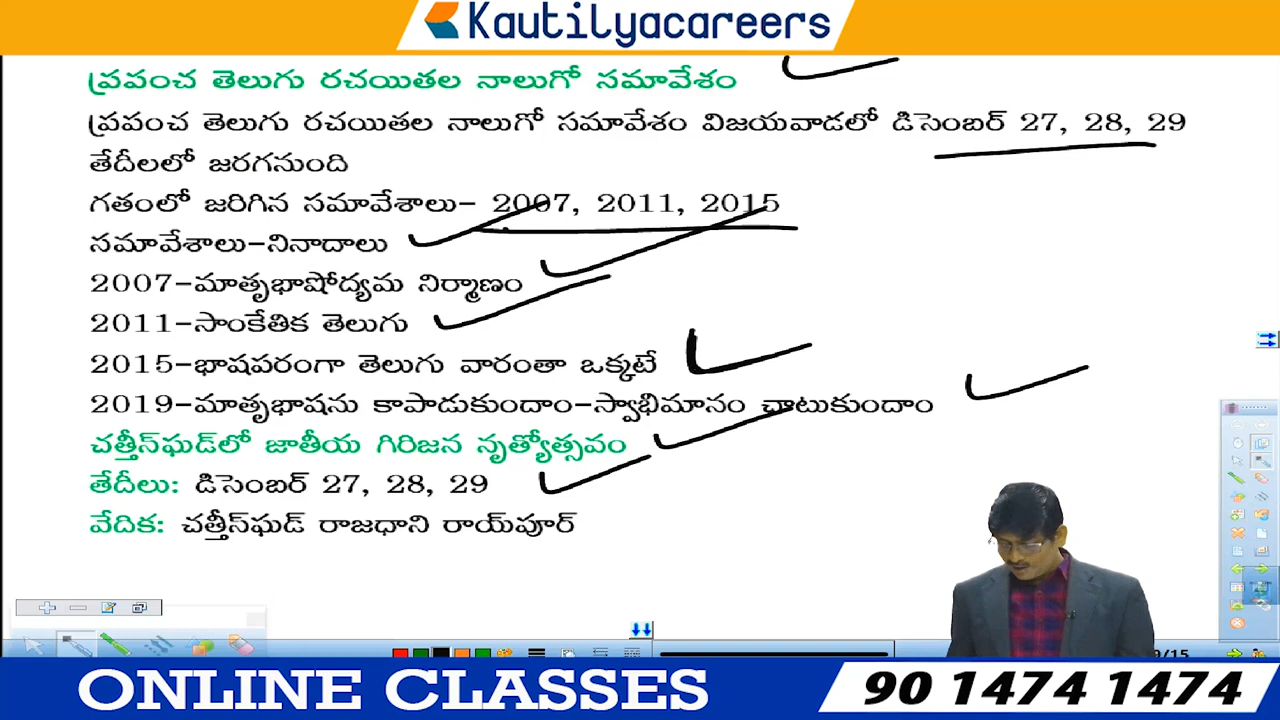 Kautilyacareers
ప్రపంచ తెలుగు రచయితల నాలుగో సమావేశం
ప్రపంచ తెలుగు రచయితల నాలుగో సమావేశం విజయవాడలో డిసెంబర్ 27, 28, 29
తేదీలలో జరగనుంది
గతంలో జరిగిన సమావేశాలు- 2007, 2011, 2015
సమావేశాలు-నినాదాలు
2007-మాతృభాషోద్యమ నిర్మాణం
2011-సాంకేతిక తెలుగు
2015-భాషపరంగా తెలుగు వారంతా ఒక్కటే
2019-మాతృభాషను కాపాడుకుందాం-స్వాభిమానం చాటుకుందాం
చత్తీస్‌ఘడ్‌లో జాతీయ గిరిజన నృత్యోత్సవం
తేదీలు: డిసెంబర్ 27, 28, 29
వేదిక: చత్తీస్‌ఘడ్ రాజధాని రాయ్‌పూర్
ONLINE CLASSES
90 1474 1474